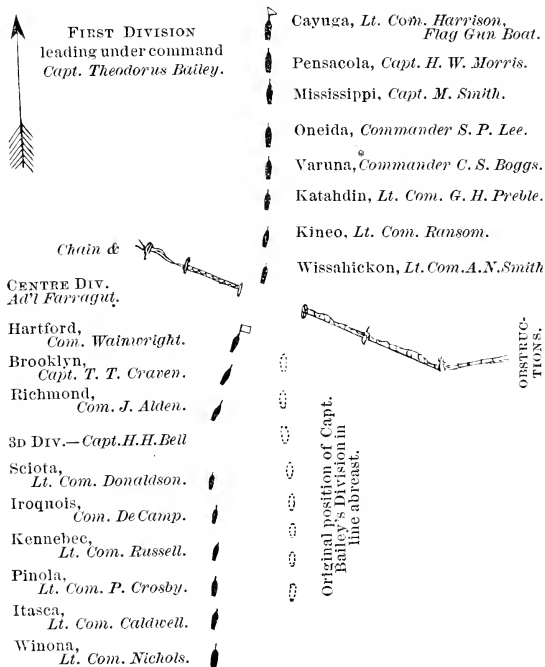 FIRST DIVISION
leading under command
Capt. Theodorus Bailey.
Cayuga, Lt. Com. Harrison,
Flag Gun Boat.
Pensacola, Capt. H. W. Morris.
Mississippi, Capt. M. Smith.
Oneida, Commander S. P. Lee.
Varuna, Commander C. S. Boggs.
Katahdin, Lt. Com. G. H. Preble.
Kineo, Lt. Com. Ransom.
Wissahickon, Lt. Com. A. N. Smith
Chain &
OBSTRUC-
TIONS.
CENTRE DIV.
Ad'l Farragut.
Hartford,
Com. Wainwright.
Brooklyn,
Capt. T. T. Craven.
Richmond,
Com. J. Alden.
3D DIV.—Capt. H. H. Bell
Sciota,
Lt. Com. Donaldson.
Iroquois,
Com. De Camp.
Kennebec,
Lt. Com. Russell.
Pinola,
Lt. Com. P. Crosby.
Itasca,
Lt. Com. Caldwell.
Winona,
Lt. Com. Nichols.
Original position of Capt.
Bailey's Division in
line abreast.